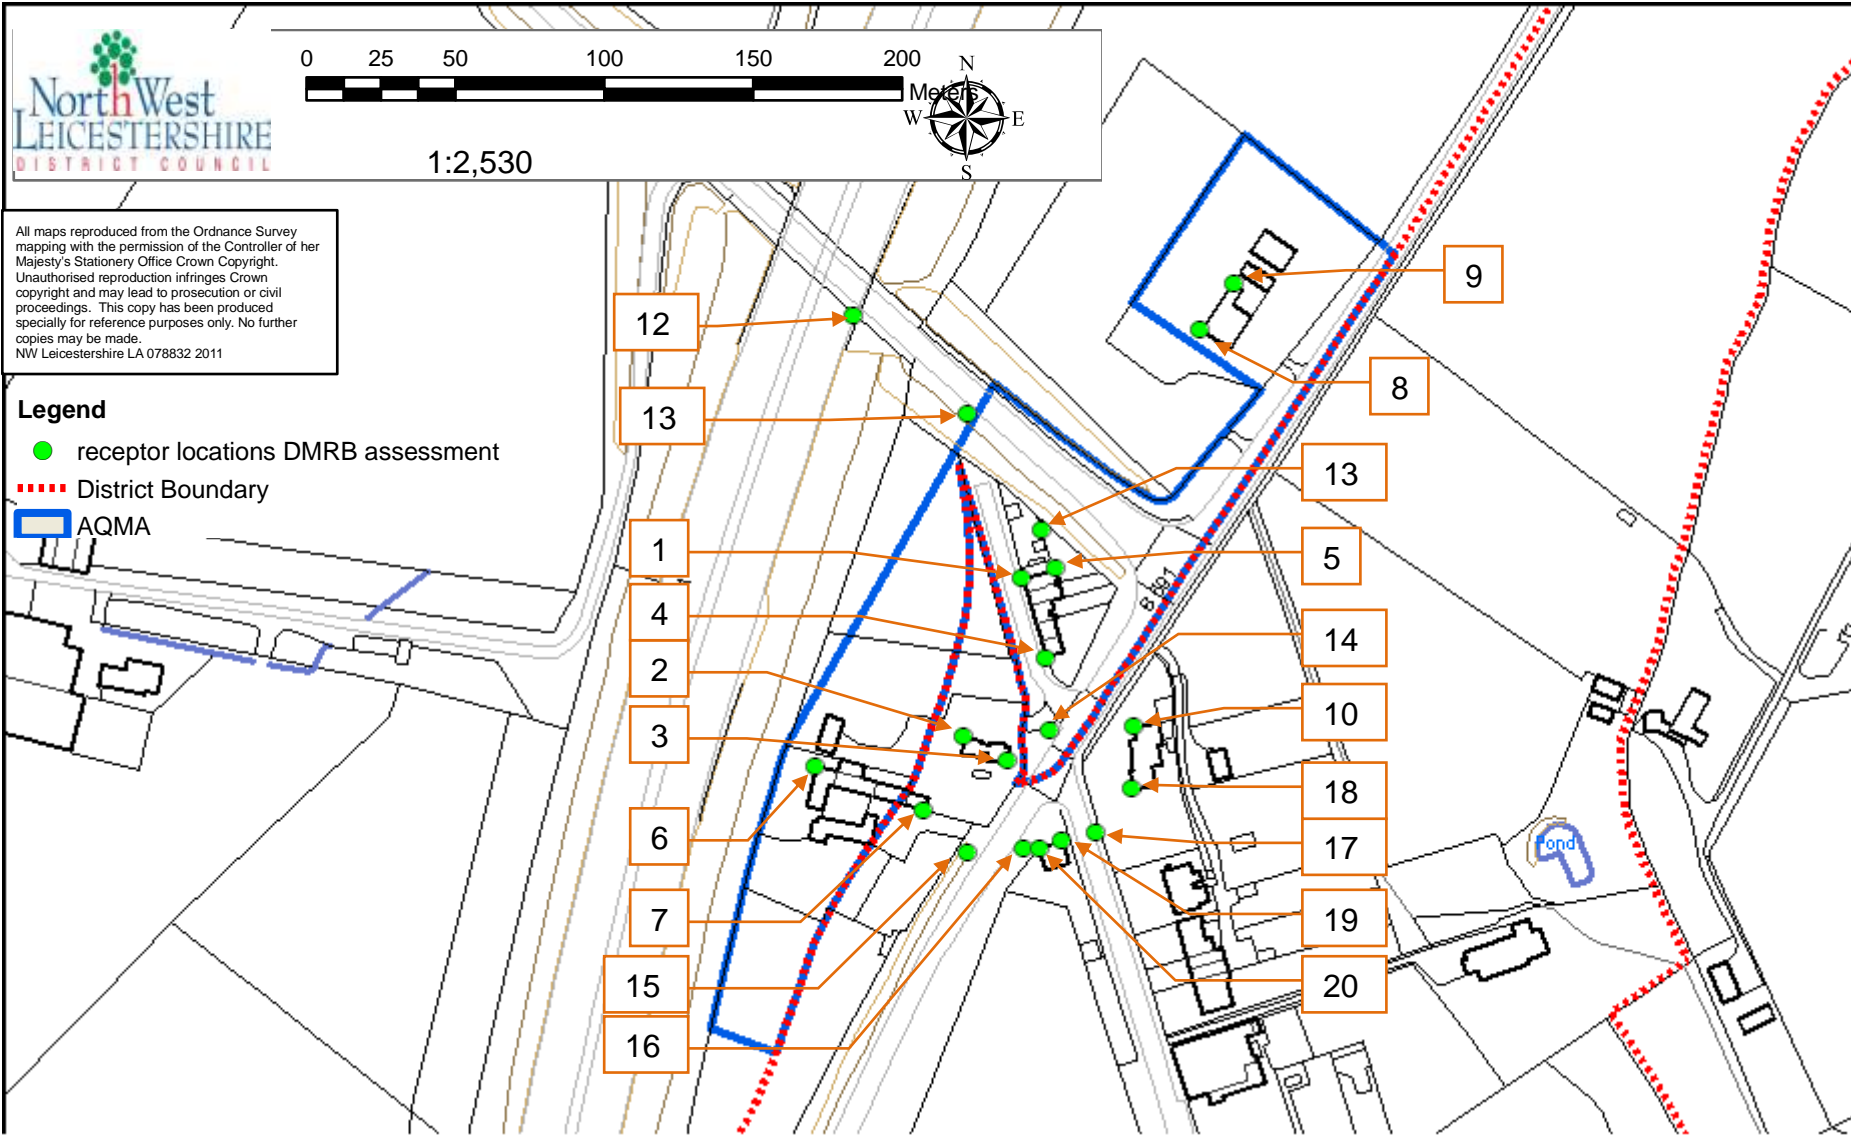 North West
LEICESTERSHIRE
DISTRICT COUNCIL
0 25 50 100 150 200
Meters
1:2,530
N
W E
S
All maps reproduced from the Ordnance Survey
mapping with the permission of the Controller of her
Majesty's Stationery Office Crown Copyright.
Unauthorised reproduction infringes Crown
copyright and may lead to prosecution or civil
proceedings. This copy has been produced
specially for reference purposes only. No further
copies may be made.
NW Leicestershire LA 078832 2011
Legend
receptor locations DMRB assessment
District Boundary
AQMA
12
13
1
4
2
3
6
7
15
16
9
8
13
5
14
10
18
17
19
20
Pond